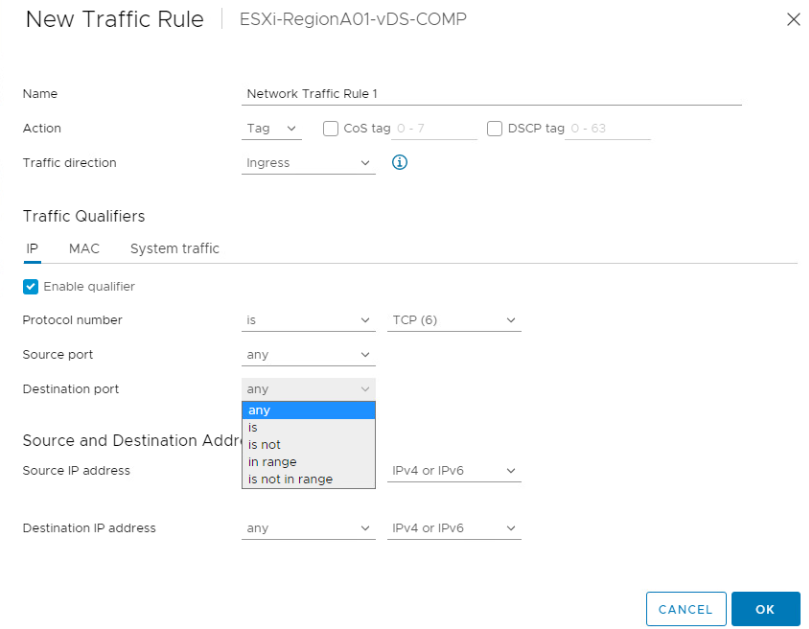 New Traffic Rule ESXi-RegionA01-vDS-COMP
Name Network Traffic Rule 1
Action Tag CoS tag 0 - 7 DSCP tag 0 - 63
Traffic direction Ingress
Traffic Qualifiers
IP MAC System traffic
Enable qualifier
Protocol number is TCP (6)
Source port any
Destination port any
any
is
Source and Destination Addr
is not
in range
Source IP address IPv4 or IPv6
is not in range
Destination IP address any IPv4 or IPv6
CANCEL OK